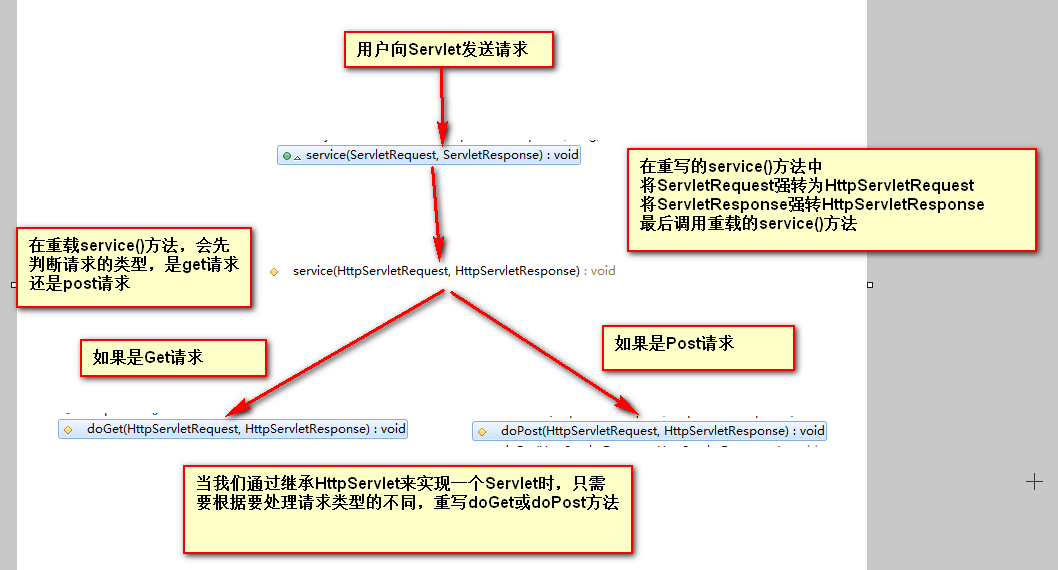 用户向Servlet发送请求
service(ServletRequest, ServletResponse) : void
在重写的service()方法中
将ServletRequest强转为HttpServletRequest
将ServletResponse强转HttpServletResponse
最后调用重载的service()方法
在重载service()方法，会先
判断请求的类型，是get请求
还是post请求
service(HttpServletRequest, HttpServletResponse) : void
如果是Get请求
如果是Post请求
doGet(HttpServletRequest, HttpServletResponse) : void
doPost(HttpServletRequest, HttpServletResponse) : void
当我们通过继承HttpServlet来实现一个Servlet时，只需
要根据要处理请求类型的不同，重写doGet或doPost方法